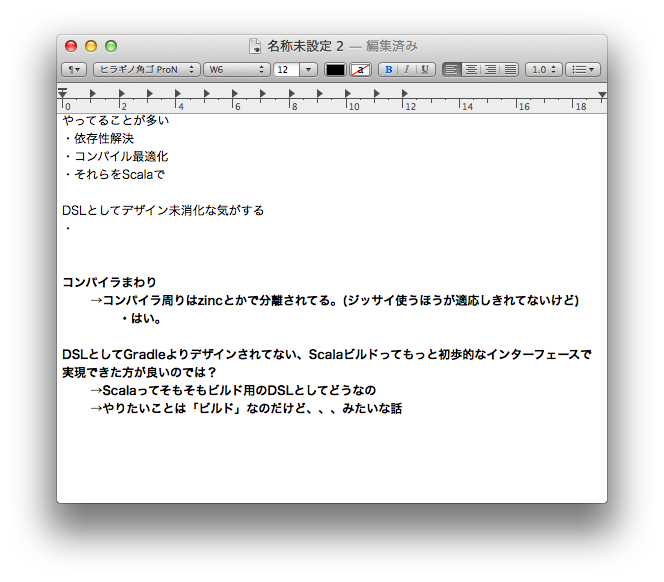 名称未設定 2 — 編集済み
¶ ヒラギノ角ゴ ProN W6 12 a B I U 1.0
0 2 4 6 8 10 12 14 16 18
やってることが多い
・依存性解決
・コンパイル最適化
・それらをScalaで
DSLとしてデザイン未消化な気がする
・
コンパイラまわり
→コンパイラ周りはzincとかで分離されてる。(ジッサイ使うほうが適応しきれてないけど)
・はい。
DSLとしてGradleよりデザインされてない、Scalaビルドってもっと初歩的なインターフェースで
実現できた方が良いのでは？
→Scalaってそもそもビルド用のDSLとしてどうなの
→やりたいことは「ビルド」なのだけど、、、みたいな話